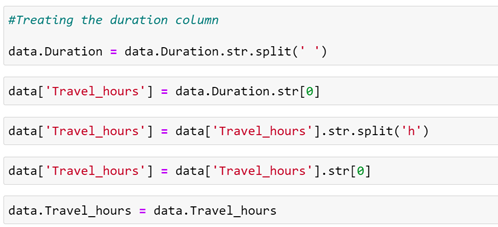 #Treating the duration column
data.Duration = data.Duration.str.split(' ')
data['Travel_hours'] = data.Duration.str[0]
data['Travel_hours'] = data['Travel_hours'].str.split('h')
data['Travel_hours'] = data['Travel_hours'].str[0]
data.Travel_hours = data.Travel_hours